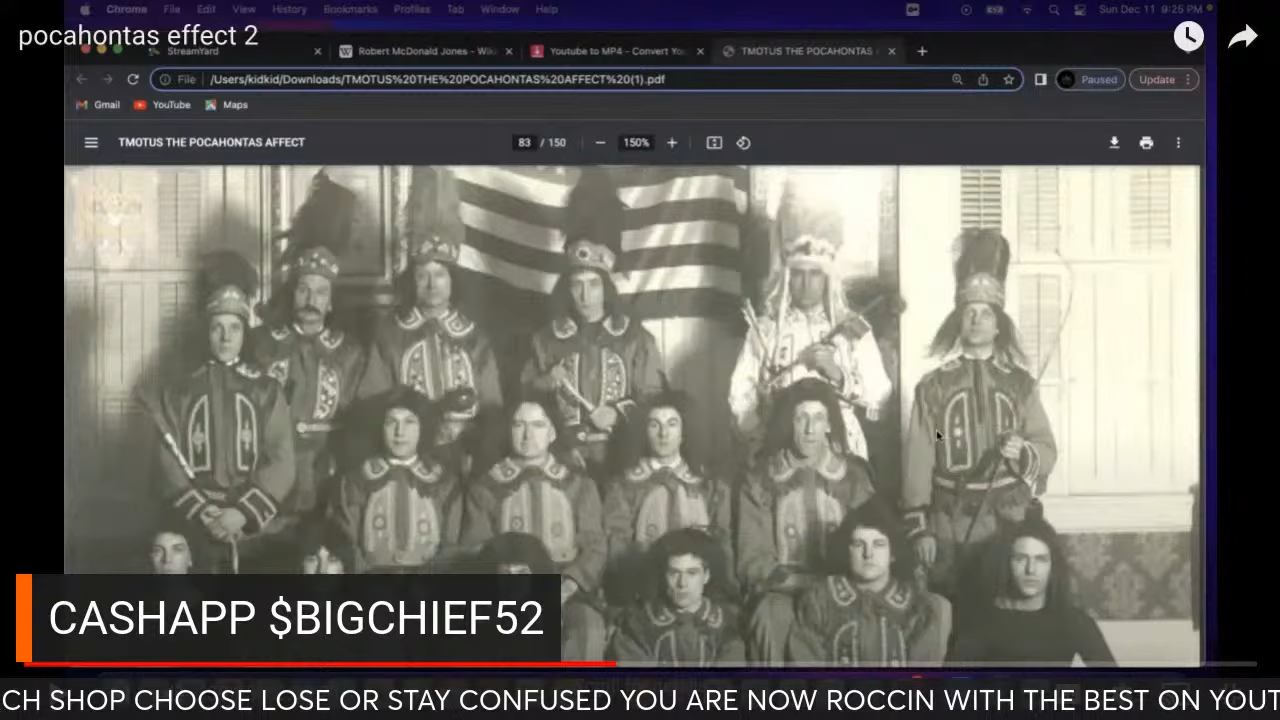 Chrome File Edit View History Bookmarks Profiles Tab Window Help Sun Dec 11 9:25 PM
pocahontas effect 2
StreamYard Robert McDonald Jones - Wiki Youtube to MP4 - Convert You TMOTUS THE POCAHONTAS
File /Users/kidkid/Downloads/TMOTUS%20THE%20POCAHONTAS%20AFFECT%20(1).pdf Paused Update
Gmail YouTube Maps
TMOTUS THE POCAHONTAS AFFECT 83 / 150 150%
CASHAPP $BIGCHIEF52
CH SHOP CHOOSE LOSE OR STAY CONFUSED YOU ARE NOW ROCCIN WITH THE BEST ON YOUT